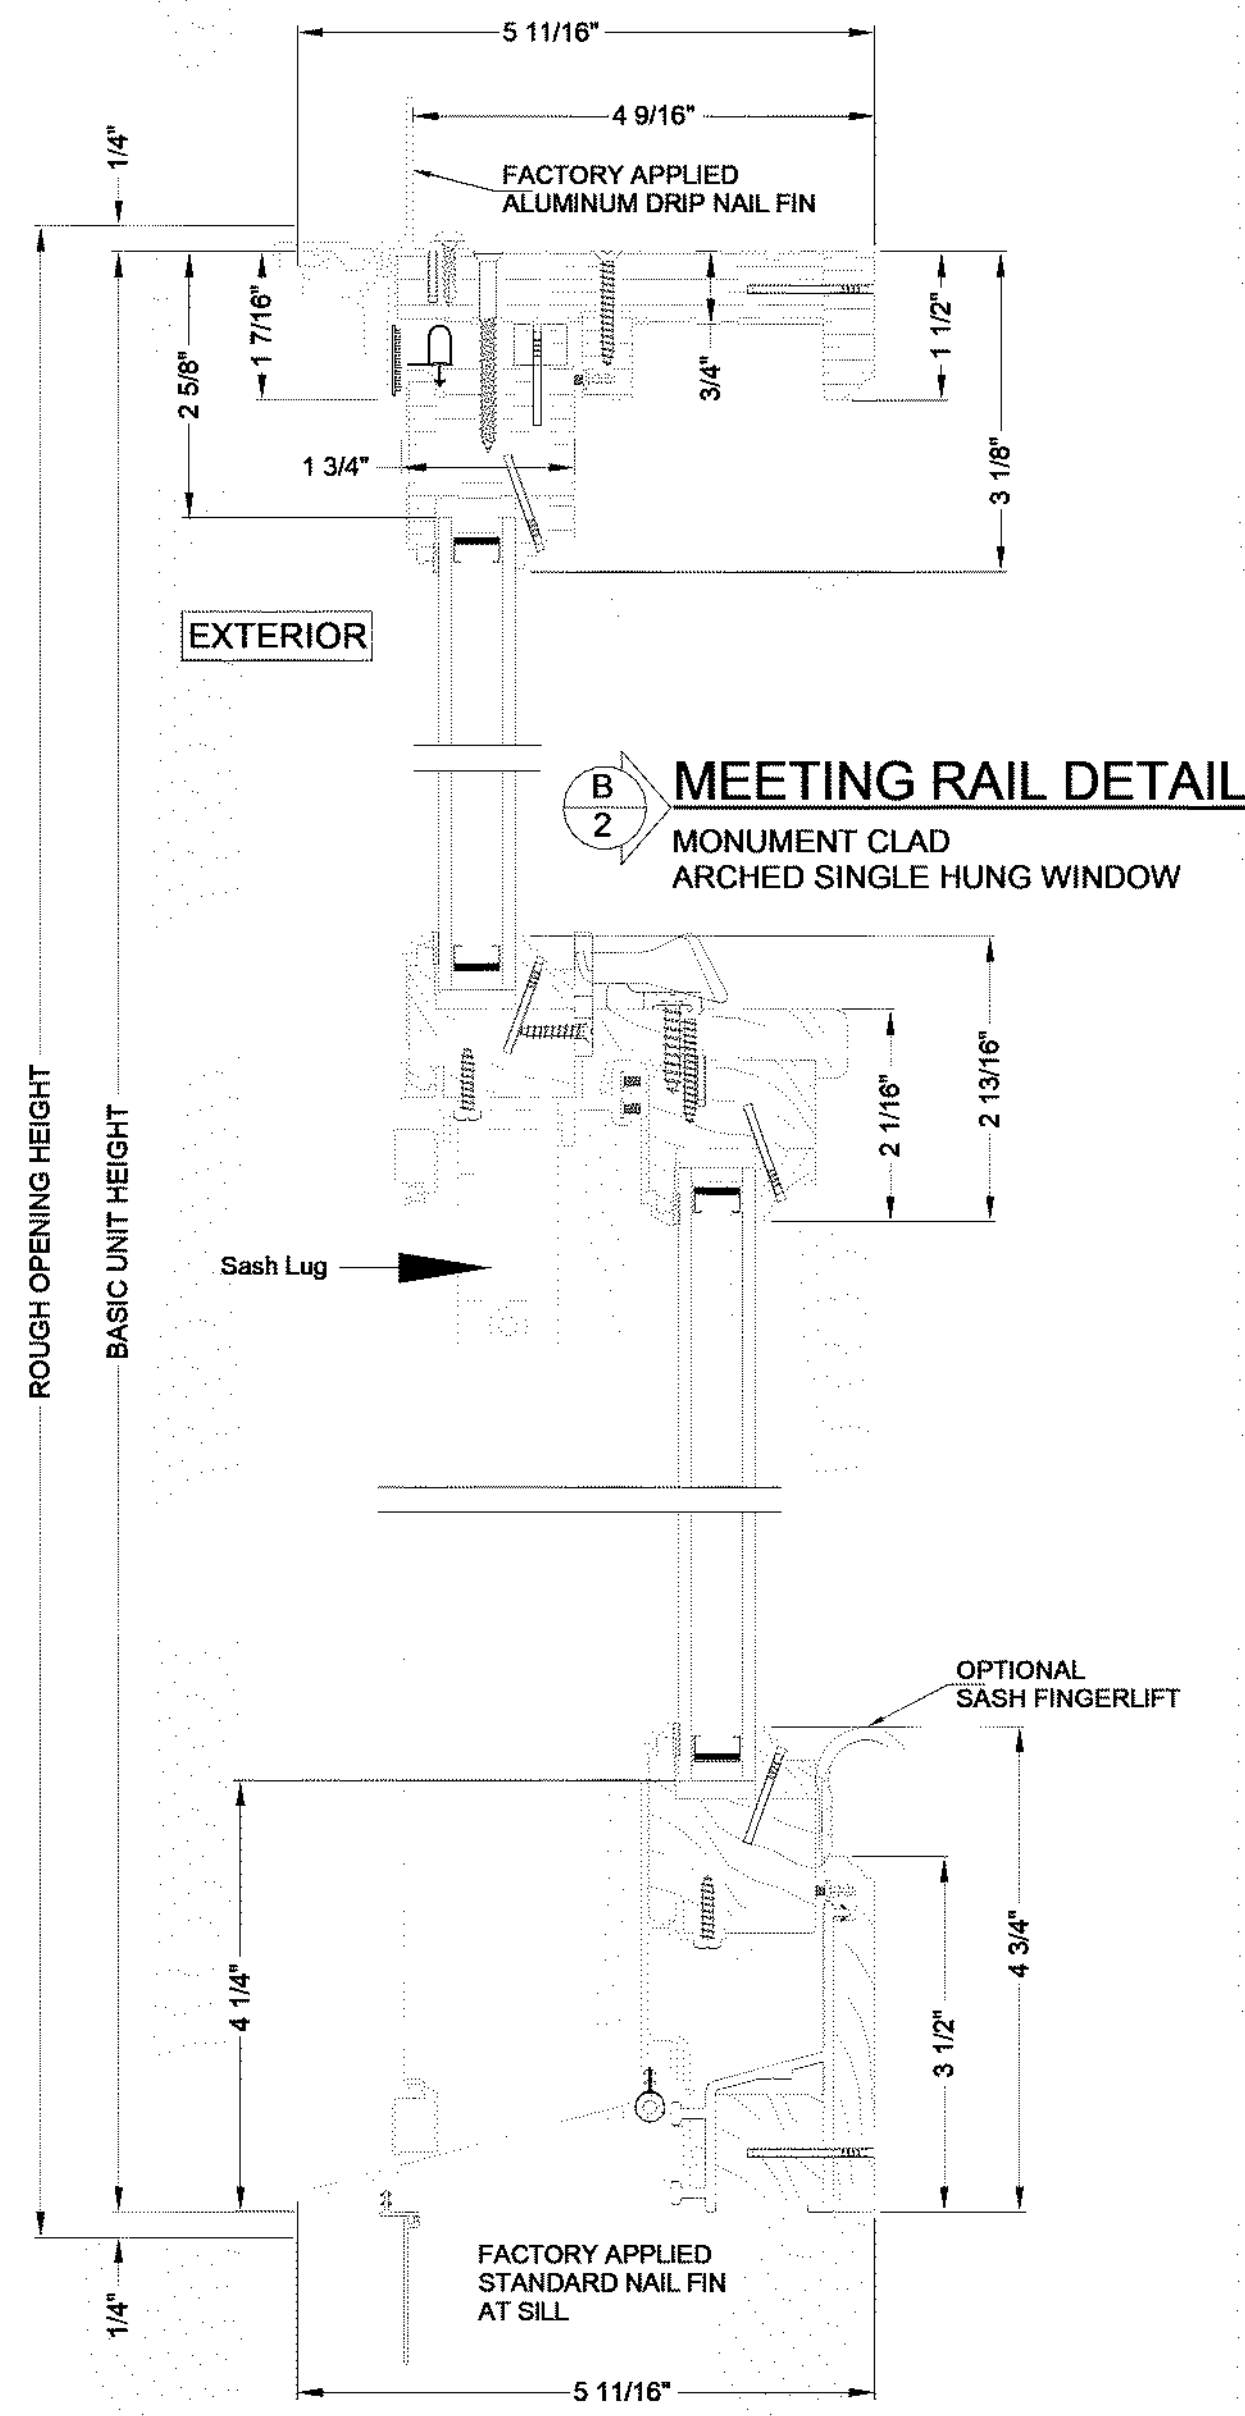 5 11/16"
4 9/16"
1/4"
FACTORY APPLIED
ALUMINUM DRIP NAIL FIN
2 5/8"
1 7/16"
3/4"
1 1/2"
3 1/8"
1 3/4"
EXTERIOR
B
2
MEETING RAIL DETAIL
MONUMENT CLAD
ARCHED SINGLE HUNG WINDOW
ROUGH OPENING HEIGHT
BASIC UNIT HEIGHT
2 1/16"
2 13/16"
Sash Lug
OPTIONAL
SASH FINGERLIFT
4 1/4"
3 1/2"
4 3/4"
1/4"
FACTORY APPLIED
STANDARD NAIL FIN
AT SILL
5 11/16"